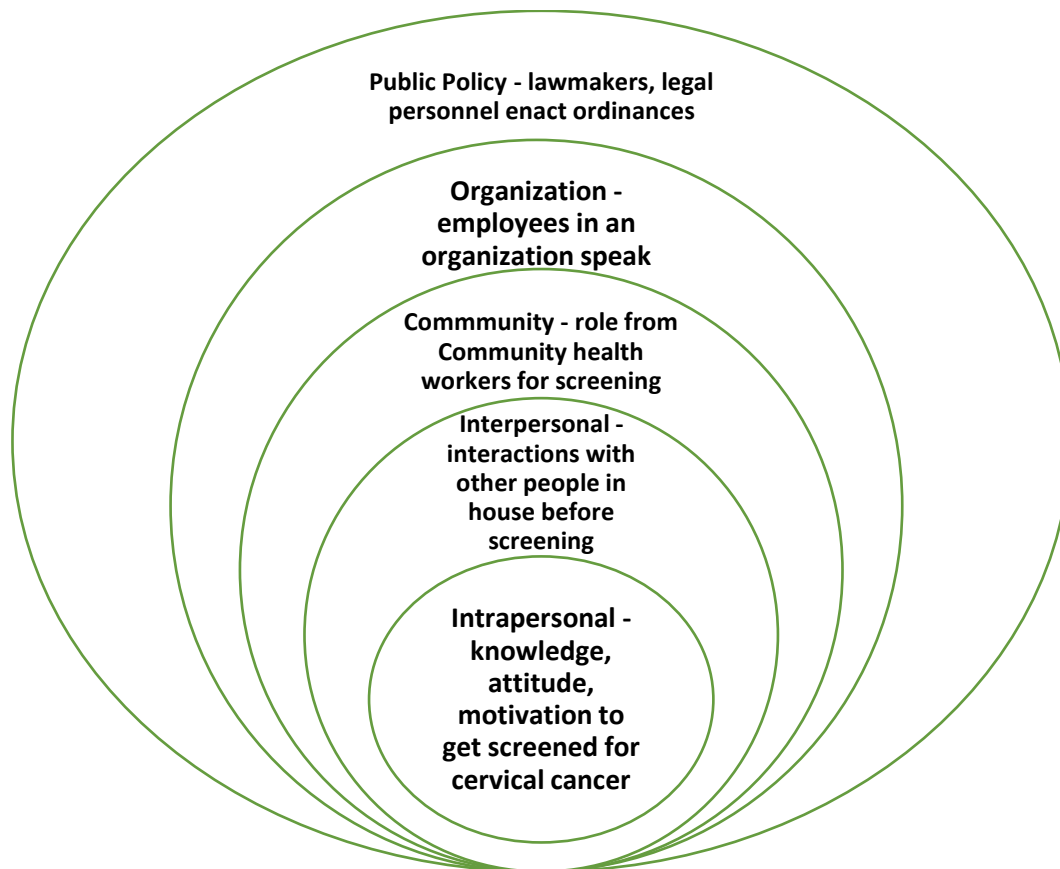 Public Policy - lawmakers, legal
personnel enact ordinances
Organization -
employees in an
organization speak
Commmunity - role from
Community health
workers for screening
Interpersonal -
interactions with
other people in
house before
screening
Intrapersonal -
knowledge,
attitude,
motivation to
get screened for
cervical cancer